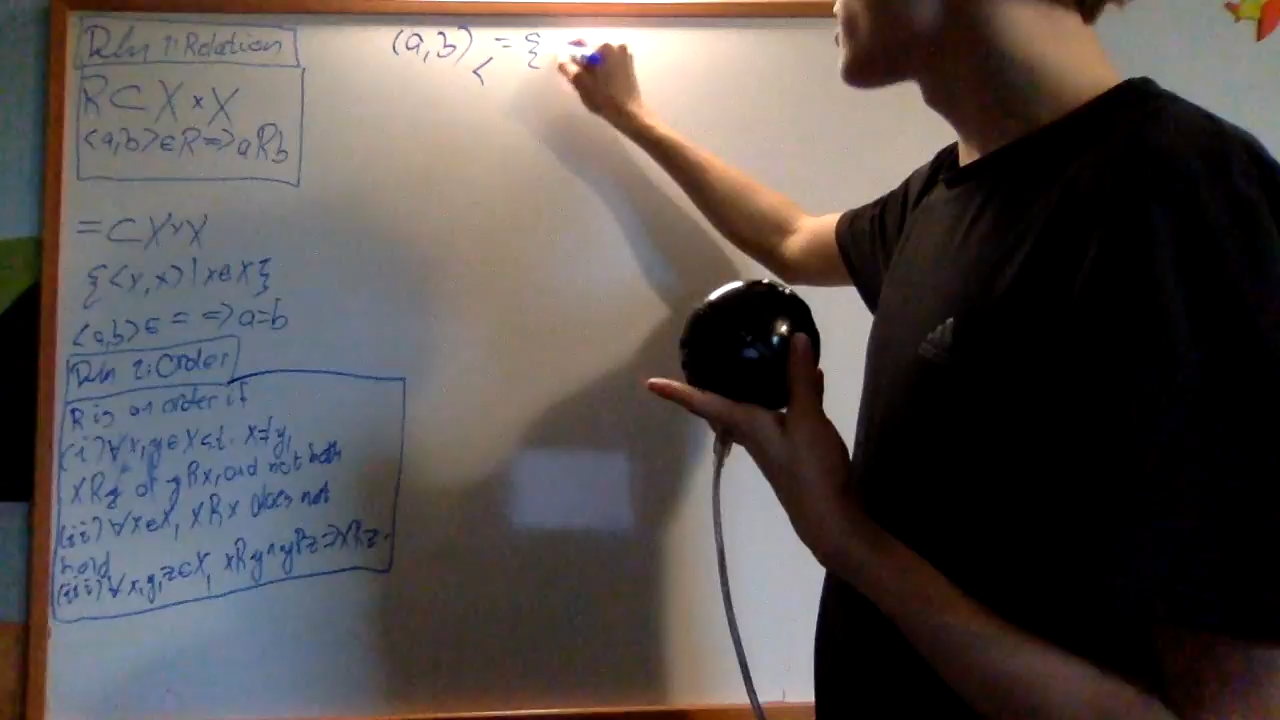 Defn 1: Relation
R ⊂ X × X
<a,b> ∈ R => aRb
= ⊂ X×X
{<x,x> | x∈X}
<a,b> ∈ = => a=b
Defn 2: Order
R is an order if
(i) ∀x,y∈X s.t. x≠y,
xRy or yRx, and not both
(ii) ∀x∈X, xRx does not
hold
(iii) ∀x,y,z∈X, xRy ∧ yRz => xRz.
(a,b)< = {